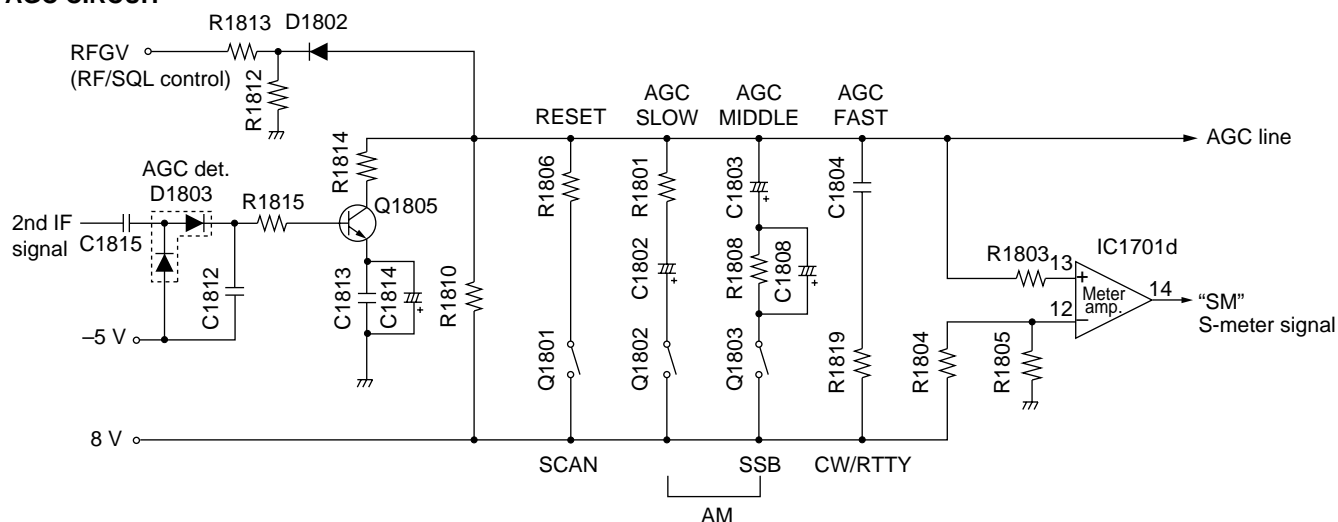 AGC CIRCUIT
R1813
D1802
RFGV
(RF/SQL control)
R1812
RESET
AGC
SLOW
AGC
MIDDLE
AGC
FAST
AGC line
R1814
AGC det.
D1803
R1815
Q1805
2nd IF
signal
C1815
C1812
C1813
C1814
+
R1810
–5 V
8 V
R1806
Q1801
R1801
C1802
+
Q1802
C1803
+
R1808
C1808
+
Q1803
C1804
R1819
R1804
R1805
R1803
IC1701d
13
+
Meter
amp.
12
–
14
“SM”
S-meter signal
SCAN
SSB
CW/RTTY
AM